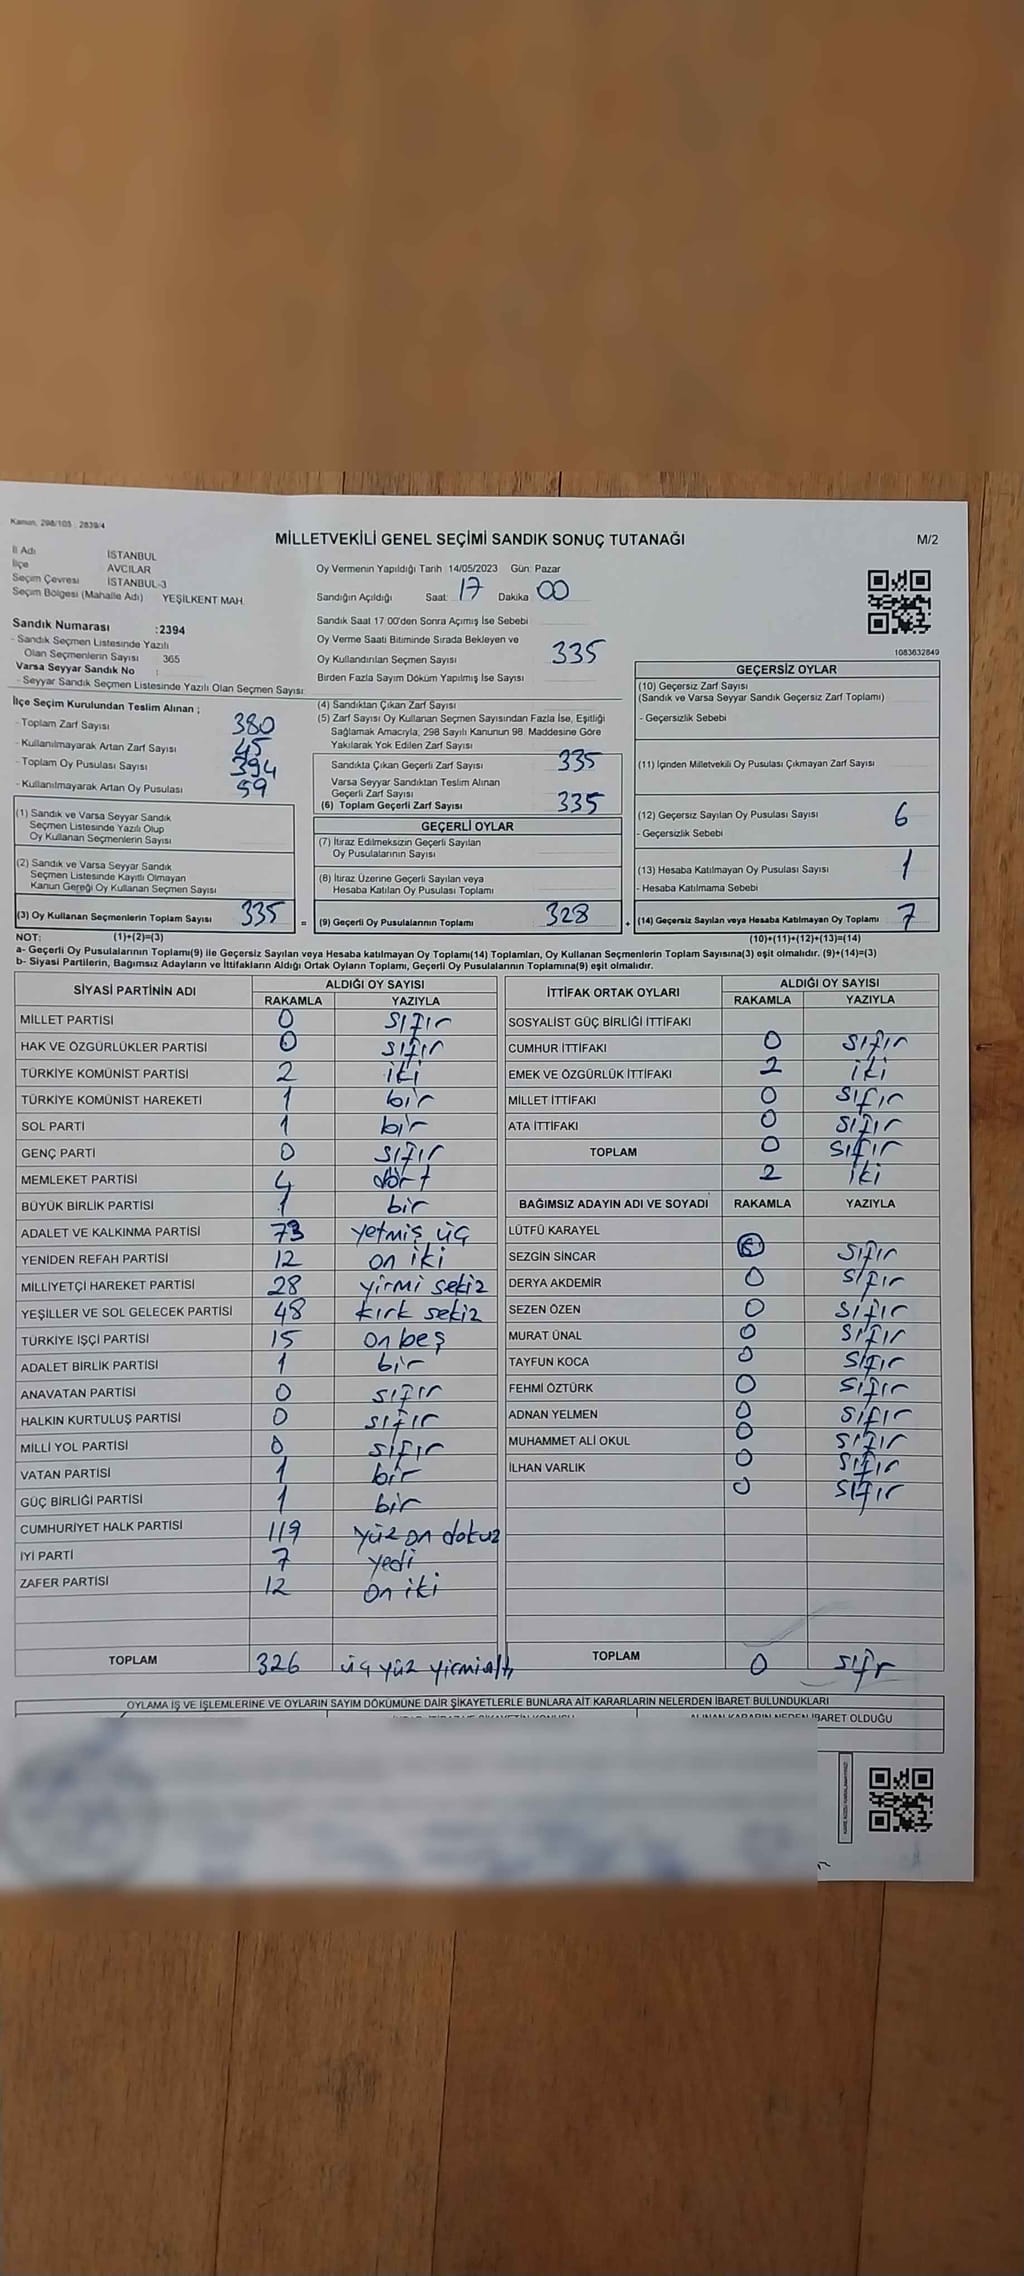 Kanun, 298/105 , 2839/4
MİLLETVEKİLİ GENEL SEÇİMİ SANDIK SONUÇ TUTANAĞI
M/2
İl Adı İSTANBUL
İlçe AVCILAR
Seçim Çevresi İSTANBUL-3
Seçim Bölgesi (Mahalle Adı) YEŞİLKENT MAH.
Sandık Numarası :2394
- Sandık Seçmen Listesinde Yazılı
Olan Seçmenlerin Sayısı 365
Varsa Seyyar Sandık No :
- Seyyar Sandık Seçmen Listesinde Yazılı Olan Seçmen Sayısı
Oy Vermenin Yapıldığı Tarih 14/05/2023 Gün: Pazar
Sandığın Açıldığı Saat: 17 Dakika 00
Sandık Saat 17:00'den Sonra Açımış İse Sebebi
Oy Verme Saati Bitiminde Sırada Bekleyen ve
Oy Kullandırılan Seçmen Sayısı 335
Birden Fazla Sayım Döküm Yapılmış İse Sayısı
1083632849
İlçe Seçim Kurulundan Teslim Alınan ;
- Toplam Zarf Sayısı 380
- Kullanılmayarak Artan Zarf Sayısı 45
- Toplam Oy Pusulası Sayısı 394
- Kullanılmayarak Artan Oy Pusulası 59
(1) Sandık ve Varsa Seyyar Sandık
Seçmen Listesinde Yazılı Olup
Oy Kullanan Seçmenlerin Sayısı
(2) Sandık ve Varsa Seyyar Sandık
Seçmen Listesinde Kayıtlı Olmayan
Kanun Gereği Oy Kullanan Seçmen Sayısı
(3) Oy Kullanan Seçmenlerin Toplam Sayısı 335 =
(4) Sandıktan Çıkan Zarf Sayısı
(5) Zarf Sayısı Oy Kullanan Seçmen Sayısından Fazla İse, Eşitliği
Sağlamak Amacıyla, 298 Sayılı Kanunun 98. Maddesine Göre
Yakılarak Yok Edilen Zarf Sayısı
Sandıkta Çıkan Geçerli Zarf Sayısı 335
Varsa Seyyar Sandıktan Teslim Alınan
Geçerli Zarf Sayısı
(6) Toplam Geçerli Zarf Sayısı 335
GEÇERLİ OYLAR
(7) İtiraz Edilmeksizin Geçerli Sayılan
Oy Pusulalarının Sayısı
(8) İtiraz Üzerine Geçerli Sayılan veya
Hesaba Katılan Oy Pusulası Toplamı
(9) Geçerli Oy Pusulalarının Toplamı 328 +
GEÇERSİZ OYLAR
(10) Geçersiz Zarf Sayısı
(Sandık ve Varsa Seyyar Sandık Geçersiz Zarf Toplamı)
- Geçersizlik Sebebi
(11) İçinden Milletvekili Oy Pusulası Çıkmayan Zarf Sayısı
(12) Geçersiz Sayılan Oy Pusulası Sayısı 6
- Geçersizlik Sebebi
(13) Hesaba Katılmayan Oy Pusulası Sayısı 1
- Hesaba Katılmama Sebebi
(14) Geçersiz Sayılan veya Hesaba Katılmayan Oy Toplamı 7
NOT: (1)+(2)=(3) (10)+(11)+(12)+(13)=(14)
a- Geçerli Oy Pusulalarının Toplamı(9) ile Geçersiz Sayılan veya Hesaba katılmayan Oy Toplamı(14) Toplamları, Oy Kullanan Seçmenlerin Toplam Sayısına(3) eşit olmalıdır. (9)+(14)=(3)
b- Siyasi Partilerin, Bağımsız Adayların ve İttifakların Aldığı Ortak Oyların Toplamı, Geçerli Oy Pusulalarının Toplamına(9) eşit olmalıdır.
SİYASİ PARTİNİN ADI ALDIĞI OY SAYISI
RAKAMLA YAZIYLA
MİLLET PARTİSİ 0 sıfır
HAK VE ÖZGÜRLÜKLER PARTİSİ 0 sıfır
TÜRKİYE KOMÜNİST PARTİSİ 2 iki
TÜRKİYE KOMÜNİST HAREKETİ 1 bir
SOL PARTİ 1 bir
GENÇ PARTİ 0 sıfır
MEMLEKET PARTİSİ 4 dört
BÜYÜK BİRLİK PARTİSİ 1 bir
ADALET VE KALKINMA PARTİSİ 73 yetmiş üç
YENİDEN REFAH PARTİSİ 12 on iki
MİLLİYETÇİ HAREKET PARTİSİ 28 yirmi sekiz
YEŞİLLER VE SOL GELECEK PARTİSİ 48 kırk sekiz
TÜRKİYE İŞÇİ PARTİSİ 15 on beş
ADALET BİRLİK PARTİSİ 1 bir
ANAVATAN PARTİSİ 0 sıfır
HALKIN KURTULUŞ PARTİSİ 0 sıfır
MİLLİ YOL PARTİSİ 0 sıfır
VATAN PARTİSİ 1 bir
GÜÇ BİRLİĞİ PARTİSİ 1 bir
CUMHURİYET HALK PARTİSİ 119 yüz on dokuz
İYİ PARTİ 7 yedi
ZAFER PARTİSİ 12 on iki
TOPLAM 326 üç yüz yirmi altı
İTTİFAK ORTAK OYLARI ALDIĞI OY SAYISI
RAKAMLA YAZIYLA
SOSYALİST GÜÇ BİRLİĞİ İTTİFAKI
CUMHUR İTTİFAKI 0 sıfır
EMEK VE ÖZGÜRLÜK İTTİFAKI 2 iki
MİLLET İTTİFAKI 0 sıfır
ATA İTTİFAKI 0 sıfır
TOPLAM 0 sıfır
2 iki
BAĞIMSIZ ADAYIN ADI VE SOYADI RAKAMLA YAZIYLA
LÜTFÜ KARAYEL
SEZGİN SİNCAR sıfır
DERYA AKDEMİR 0 sıfır
SEZEN ÖZEN 0 sıfır
MURAT ÜNAL 0 sıfır
TAYFUN KOCA 0 sıfır
FEHMİ ÖZTÜRK 0 sıfır
ADNAN YELMEN 0 sıfır
MUHAMMET ALİ OKUL 0 sıfır
İLHAN VARLIK 0 sıfır
0 sıfır
TOPLAM 0 sıfır
OYLAMA İŞ VE İŞLEMLERİNE VE OYLARIN SAYIM DÖKÜMÜNE DAİR ŞİKAYETLERLE BUNLARA AİT KARARLARIN NELERDEN İBARET BULUNDUKLARI
ALINAN KARARIN NEDEN İBARET OLDUĞU